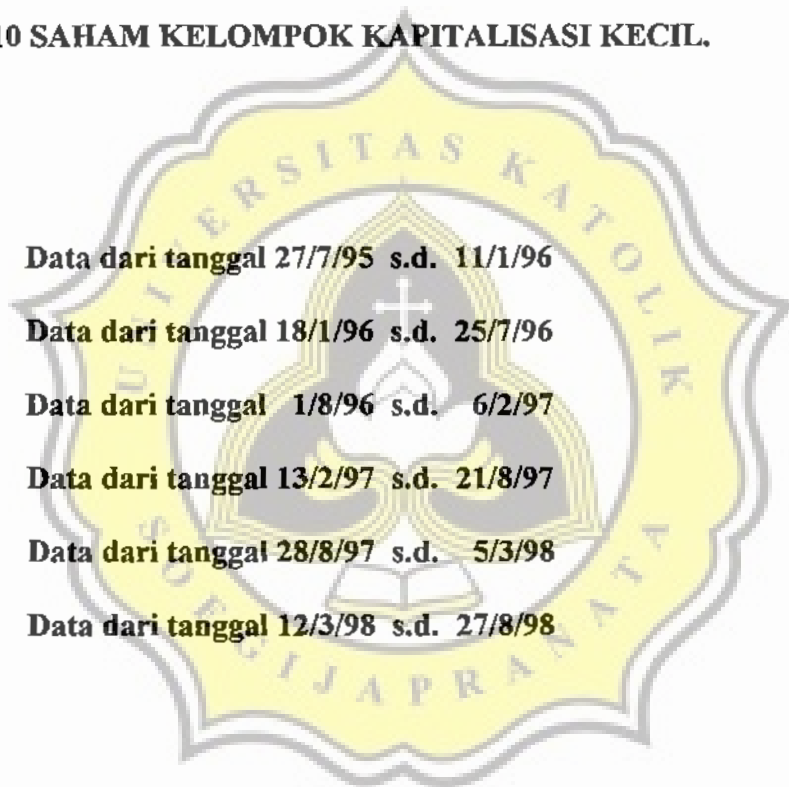 10 SAHAM KELOMPOK KAPITALISASI KECIL.
UNIVERSITAS KATOLIK
Data dari tanggal 27/7/95 s.d. 11/1/96
Data dari tanggal 18/1/96 s.d. 25/7/96
Data dari tanggal 1/8/96 s.d. 6/2/97
Data dari tanggal 13/2/97 s.d. 21/8/97
Data dari tanggal 28/8/97 s.d. 5/3/98
Data dari tanggal 12/3/98 s.d. 27/8/98
SOEGIJAPRANATA